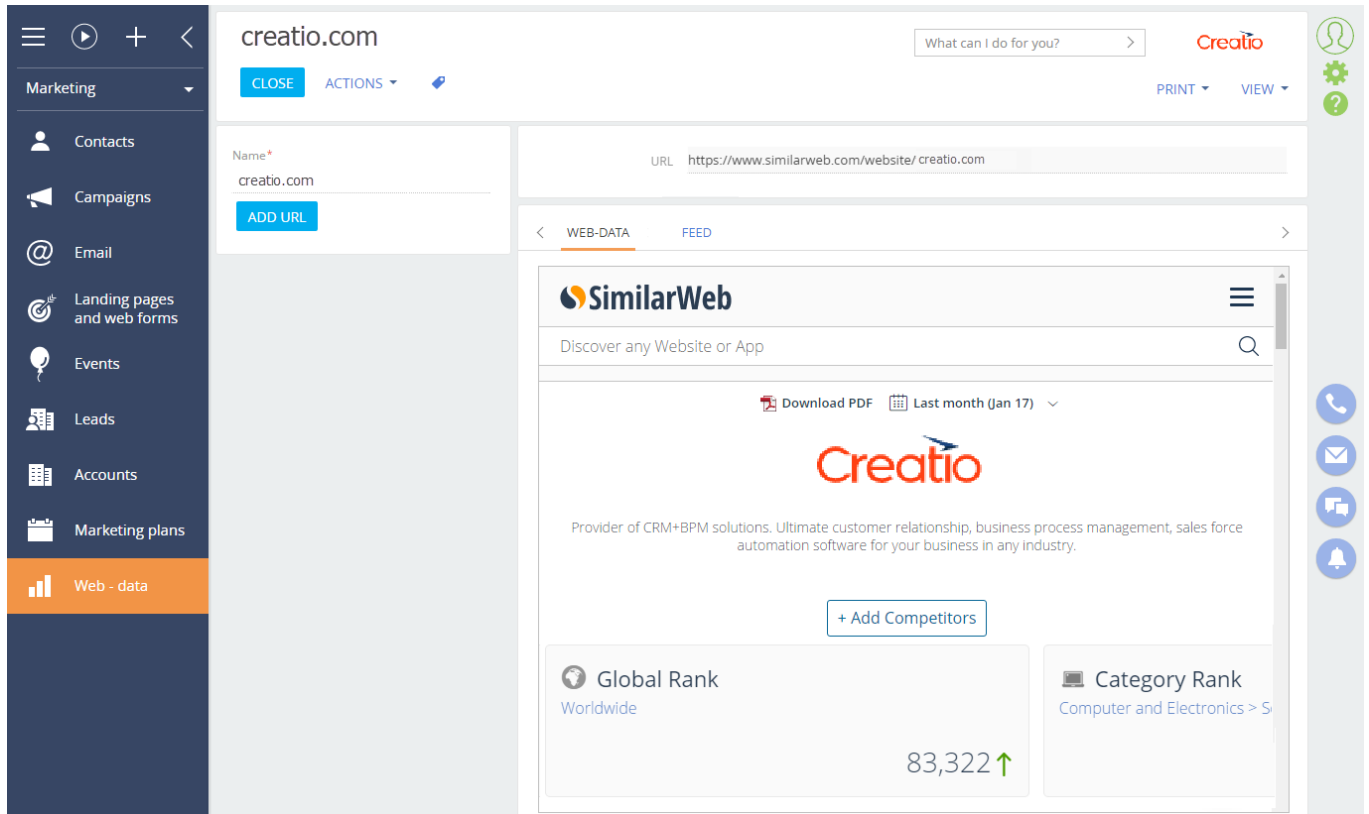 Marketing
Contacts
Campaigns
Email
Landing pages
and web forms
Events
Leads
Accounts
Marketing plans
Web - data
creatio.com
CLOSE
ACTIONS
What can I do for you?
Creatio
PRINT
VIEW
Name*
creatio.com
ADD URL
URL https://www.similarweb.com/website/ creatio.com
WEB-DATA
FEED
SimilarWeb
Discover any Website or App
Download PDF
Last month (Jan 17)
Creatio
Provider of CRM+BPM solutions. Ultimate customer relationship, business process management, sales force
automation software for your business in any industry.
+ Add Competitors
Global Rank
Worldwide
83,322
Category Rank
Computer and Electronics > S